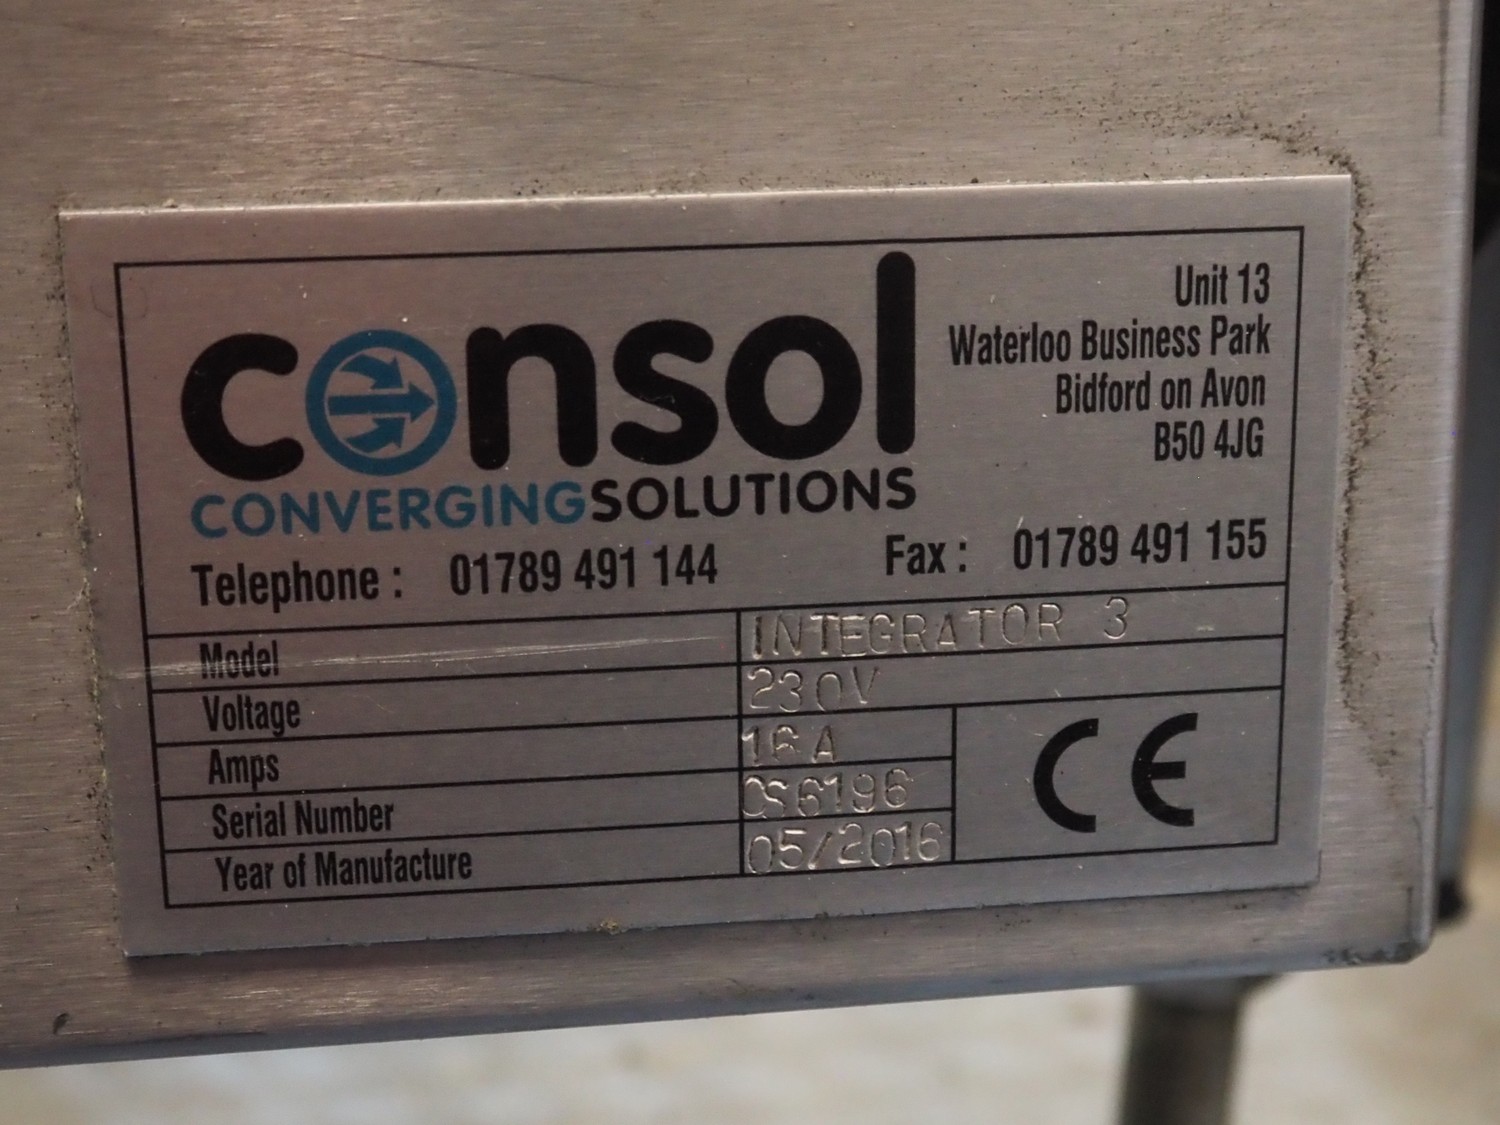 consol
CONVERGINGSOLUTIONS
Unit 13
Waterloo Business Park
Bidford on Avon
B50 4JG
Telephone : 01789 491 144 Fax : 01789 491 155
Model INTEGRATOR 3
Voltage 230V
Amps 16 A
Serial Number CS6196
Year of Manufacture 05/2016
CE